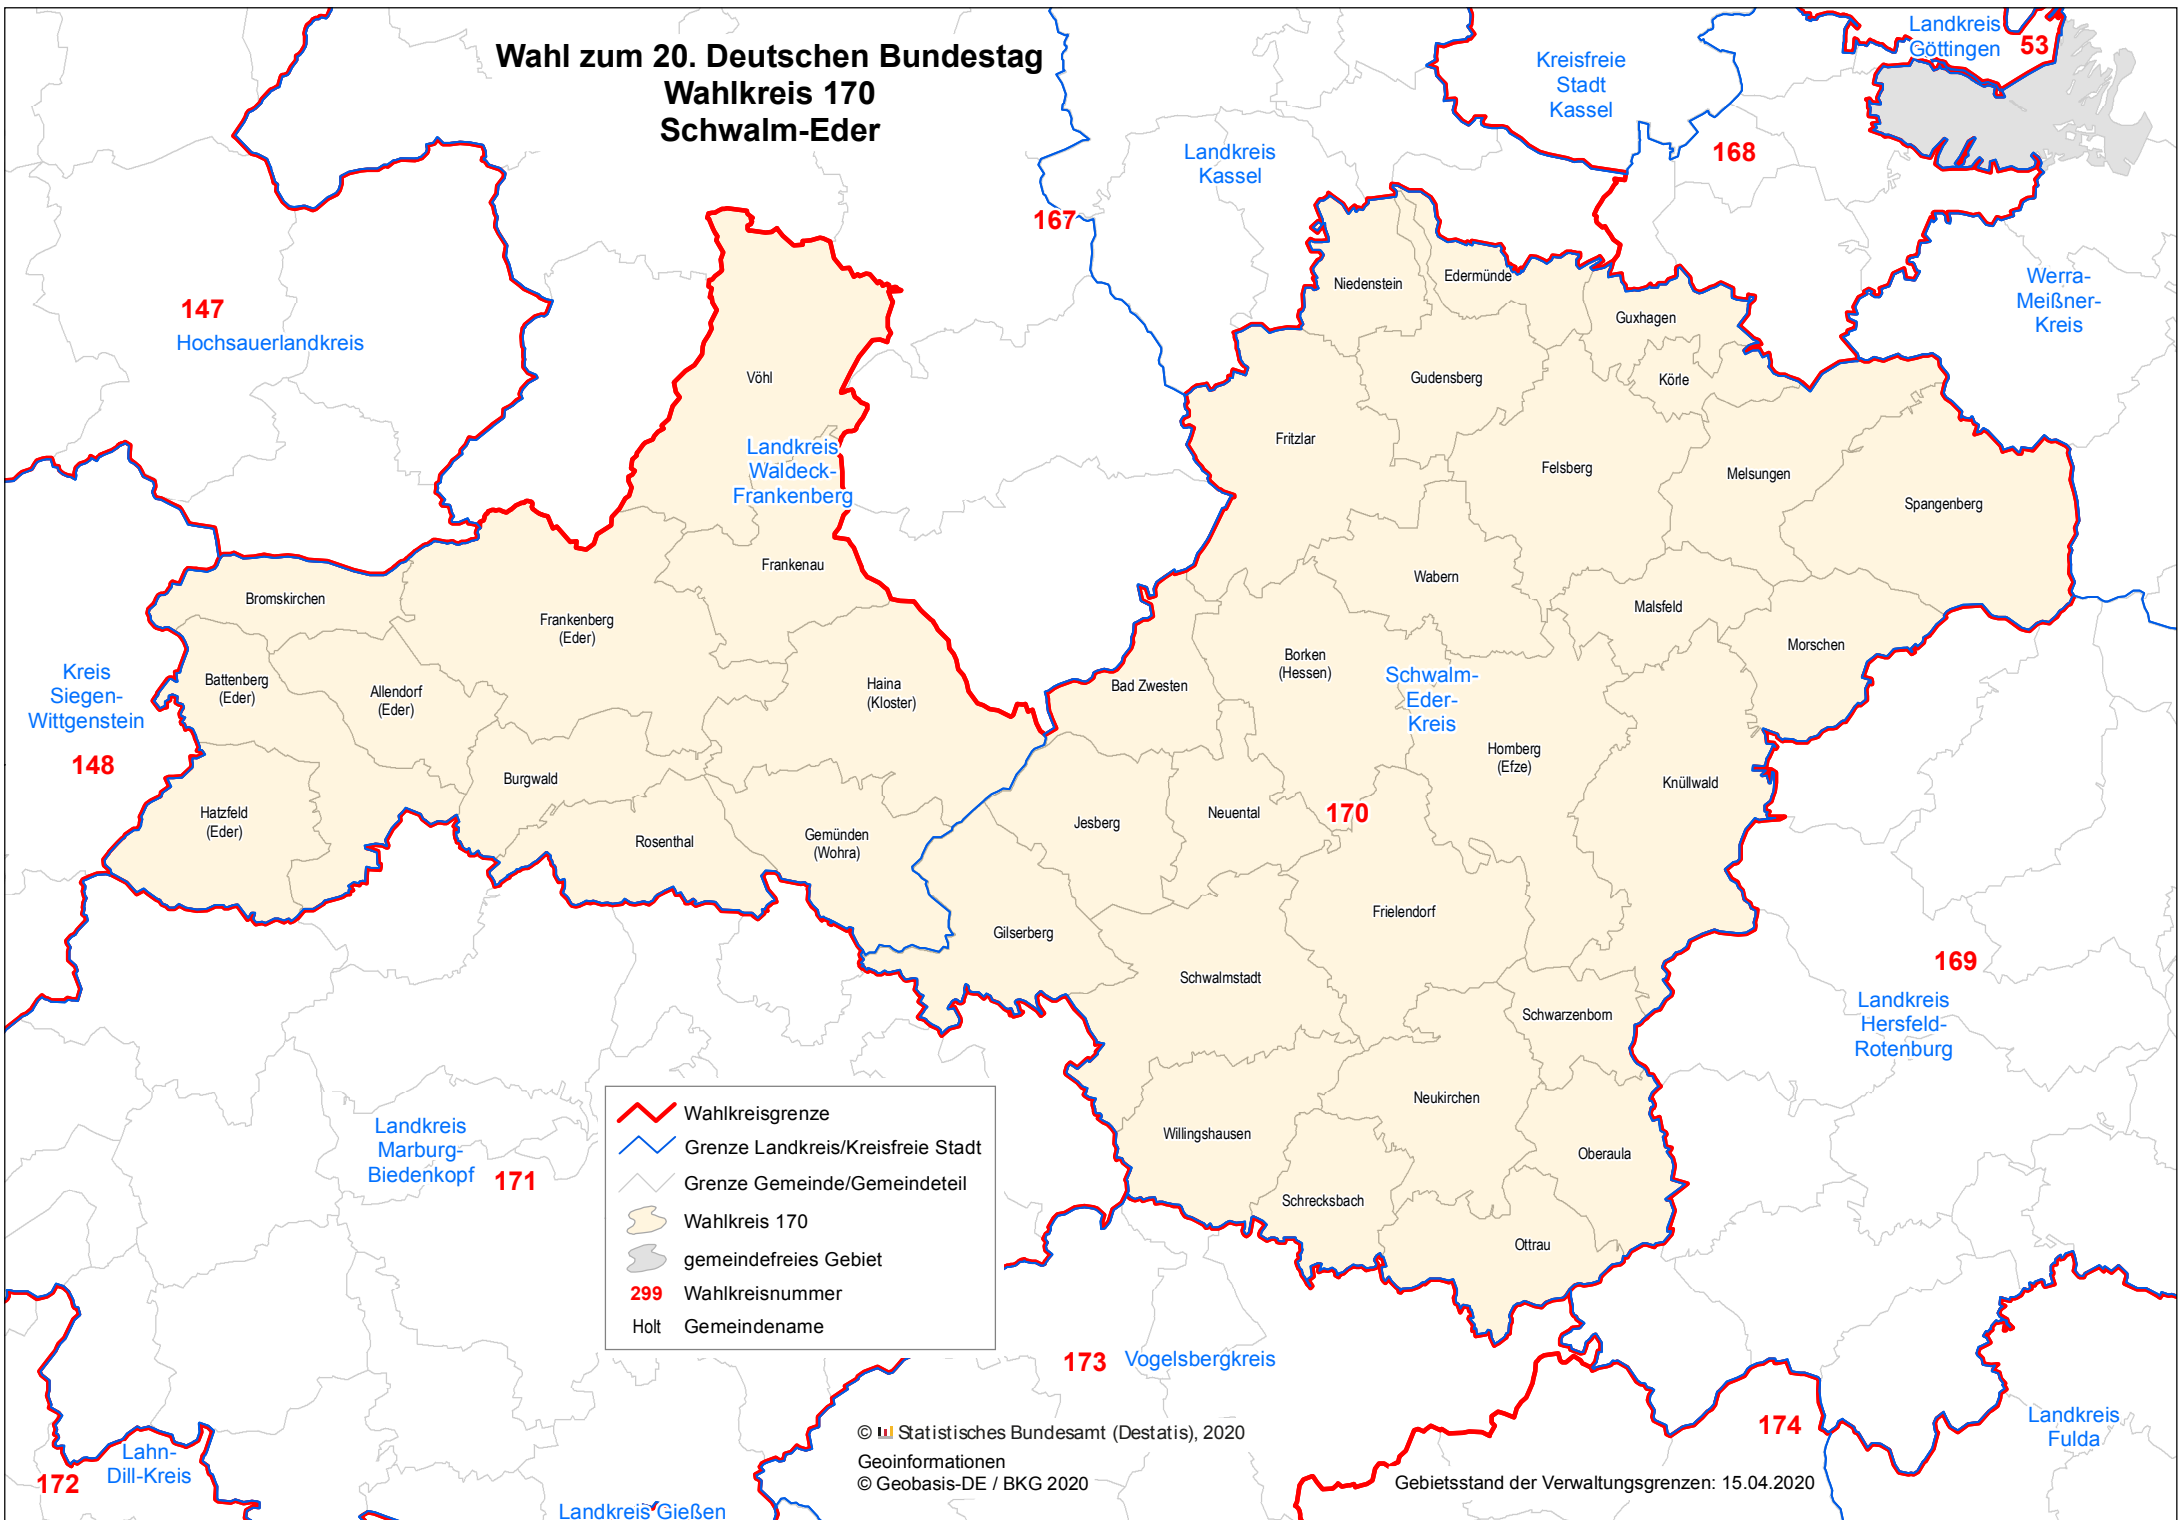 Wahl zum 20. Deutschen Bundestag
Wahlkreis 170
Schwalm-Eder
Landkreis
Göttingen
53
Kreisfreie
Stadt
Kassel
168
Landkreis
Kassel
167
Werra-
Meißner-
Kreis
147
Hochsauerlandkreis
Niedenstein
Edermünde
Guxhagen
Körle
Gudensberg
Vöhl
Landkreis
Waldeck-
Frankenberg
Fritzlar
Felsberg
Melsungen
Spangenberg
Frankenau
Wabern
Malsfeld
Morschen
Bromskirchen
Frankenberg
(Eder)
Battenberg
(Eder)
Allendorf
(Eder)
Haina
(Kloster)
Bad Zwesten
Borken
(Hessen)
Schwalm-
Eder-
Kreis
Kreis
Siegen-
Wittgenstein
148
Homberg
(Efze)
Knüllwald
Burgwald
Hatzfeld
(Eder)
Rosenthal
Gemünden
(Wohra)
Jesberg
Neuental
170
Gilserberg
Frielendorf
Schwalmstadt
Schwarzenborn
169
Landkreis
Hersfeld-
Rotenburg
Neukirchen
Willingshausen
Oberaula
Schrecksbach
Ottrau
Landkreis
Marburg-
Biedenkopf
171
Wahlkreisgrenze
Grenze Landkreis/Kreisfreie Stadt
Grenze Gemeinde/Gemeindeteil
Wahlkreis 170
gemeindefreies Gebiet
299 Wahlkreisnummer
Holt Gemeindename
173 Vogelsbergkreis
174
Landkreis
Fulda
172
Lahn-
Dill-Kreis
Landkreis Gießen
© Statistisches Bundesamt (Destatis), 2020
Geoinformationen
© Geobasis-DE / BKG 2020
Gebietsstand der Verwaltungsgrenzen: 15.04.2020